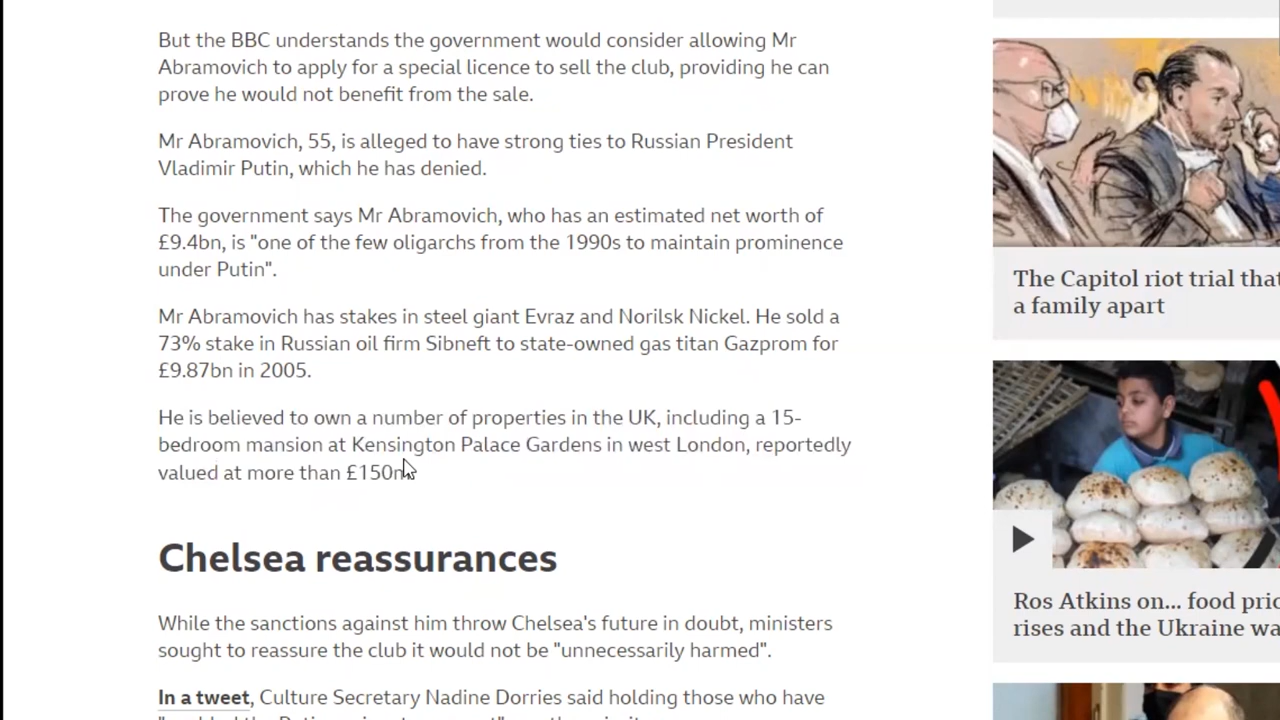 But the BBC understands the government would consider allowing Mr
Abramovich to apply for a special licence to sell the club, providing he can
prove he would not benefit from the sale.
Mr Abramovich, 55, is alleged to have strong ties to Russian President
Vladimir Putin, which he has denied.
The government says Mr Abramovich, who has an estimated net worth of
£9.4bn, is "one of the few oligarchs from the 1990s to maintain prominence
under Putin".
Mr Abramovich has stakes in steel giant Evraz and Norilsk Nickel. He sold a
73% stake in Russian oil firm Sibneft to state-owned gas titan Gazprom for
£9.87bn in 2005.
He is believed to own a number of properties in the UK, including a 15-
bedroom mansion at Kensington Palace Gardens in west London, reportedly
valued at more than £150m
Chelsea reassurances
While the sanctions against him throw Chelsea's future in doubt, ministers
sought to reassure the club it would not be "unnecessarily harmed".
In a tweet, Culture Secretary Nadine Dorries said holding those who have
The Capitol riot trial that
a family apart
Ros Atkins on... food pric
rises and the Ukraine wa